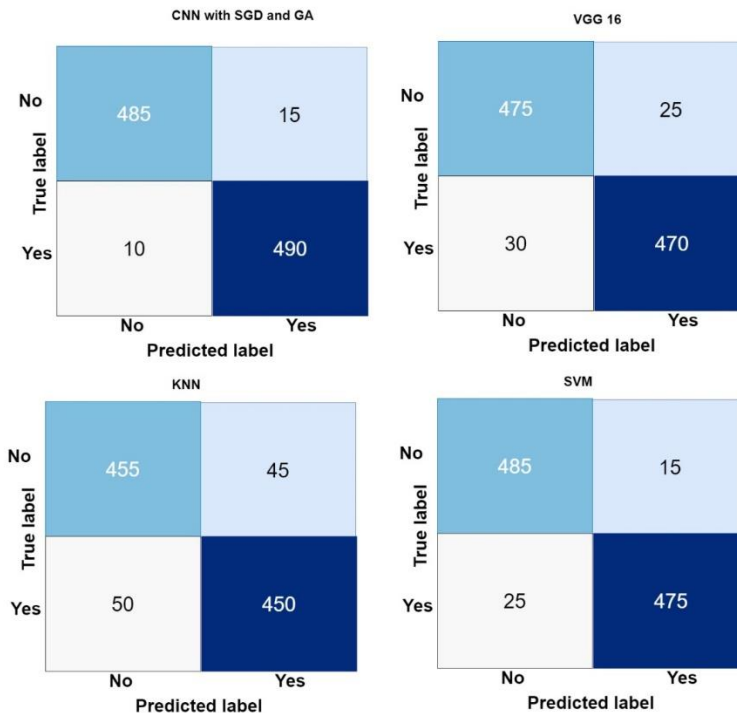 CNN with SGD and GA
No
485
15
True label
Yes
10
490
No
Yes
Predicted label
VGG 16
No
475
25
True label
Yes
30
470
No
Yes
Predicted label
KNN
No
455
45
True label
Yes
50
450
No
Yes
Predicted label
SVM
No
485
15
True label
Yes
25
475
No
Yes
Predicted label